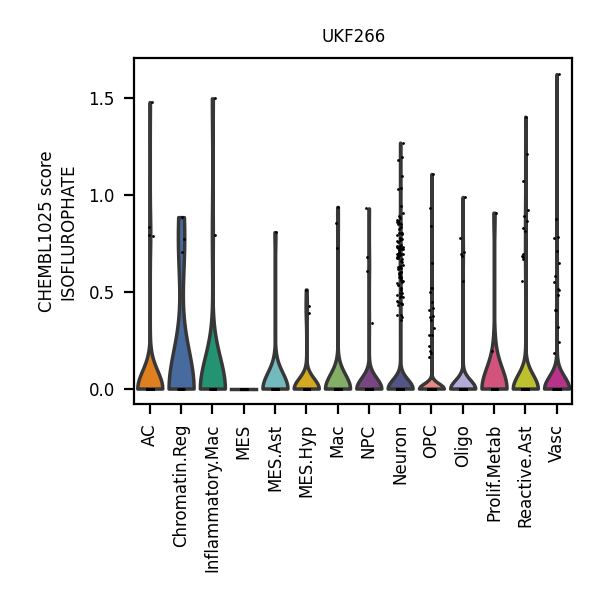 UKF266
CHEMBL1025 score
ISOFLUROPHATE
1.5
1.0
0.5
0.0
AC
Chromatin.Reg
Inflammatory.Mac
MES
MES.Ast
MES.Hyp
Mac
NPC
Neuron
OPC
Oligo
Prolif.Metab
Reactive.Ast
Vasc